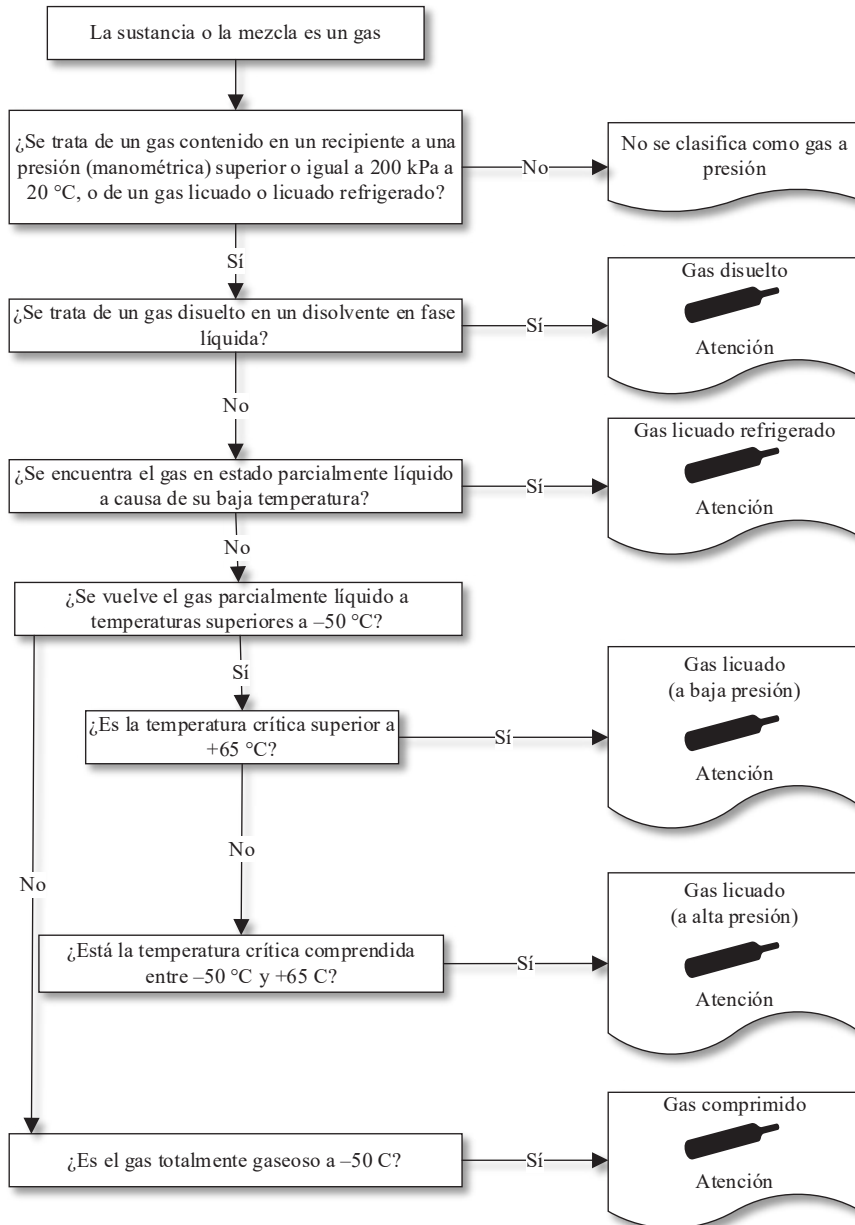 La sustancia o la mezcla es un gas
¿Se trata de un gas contenido en un recipiente a una
presión (manométrica) superior o igual a 200 kPa a
20 °C, o de un gas licuado o licuado refrigerado?
No
No se clasifica como gas a
presión
Sí
¿Se trata de un gas disuelto en un disolvente en fase
líquida?
Sí
Gas disuelto
Atención
No
¿Se encuentra el gas en estado parcialmente líquido
a causa de su baja temperatura?
Sí
Gas licuado refrigerado
Atención
No
¿Se vuelve el gas parcialmente líquido a
temperaturas superiores a –50 °C?
Sí
¿Es la temperatura crítica superior a
+65 °C?
Sí
Gas licuado
(a baja presión)
Atención
No
No
¿Está la temperatura crítica comprendida
entre –50 °C y +65 C?
Sí
Gas licuado
(a alta presión)
Atención
¿Es el gas totalmente gaseoso a –50 C?
Sí
Gas comprimido
Atención